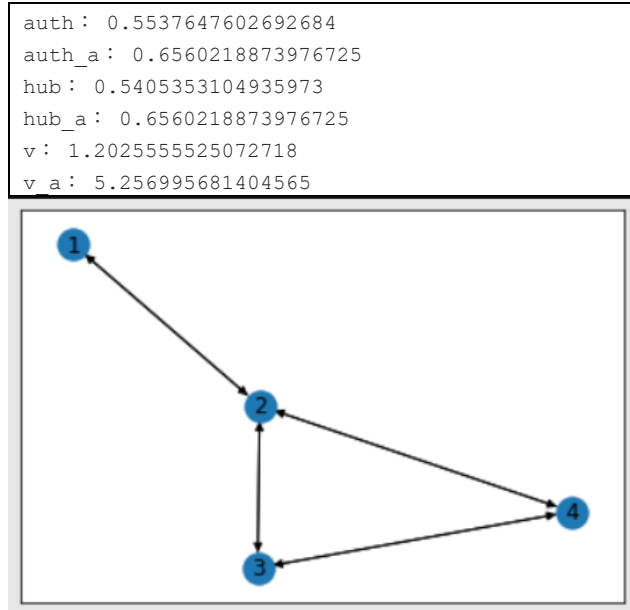 auth： 0.5537647602692684
auth_a： 0.6560218873976725
hub： 0.5405353104935973
hub_a： 0.6560218873976725
v： 1.2025555525072718
v_a： 5.256995681404565
1
2
4
3